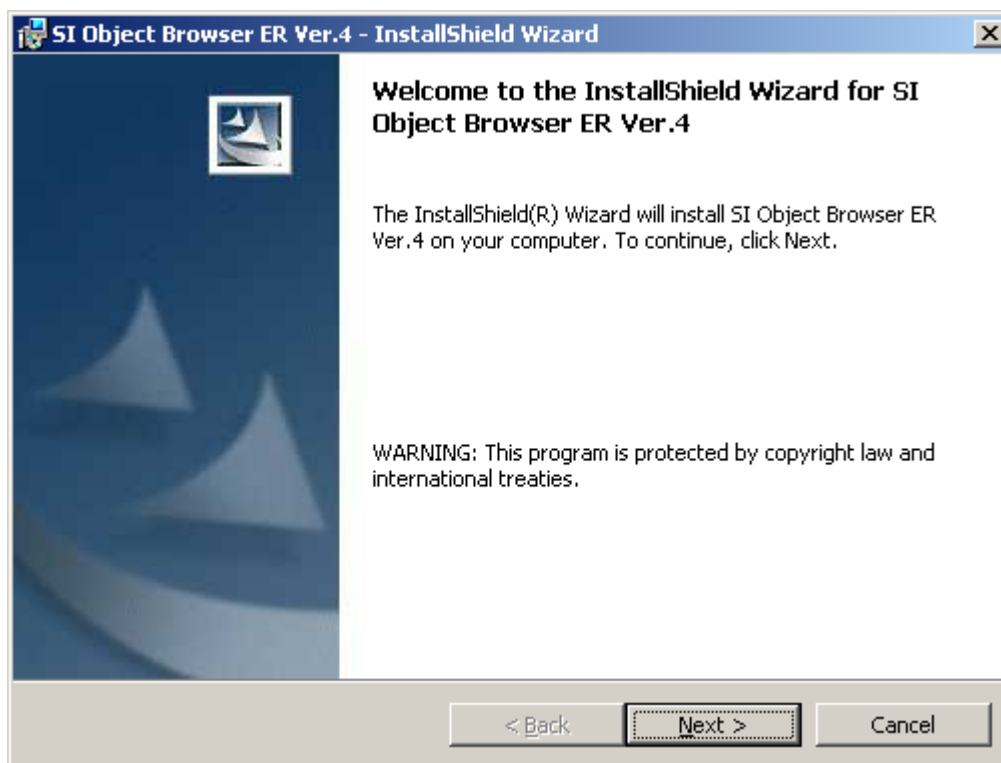 SI Object Browser ER Ver.4 - InstallShield Wizard
Welcome to the InstallShield Wizard for SI
Object Browser ER Ver.4
The InstallShield(R) Wizard will install SI Object Browser ER
Ver.4 on your computer. To continue, click Next.
WARNING: This program is protected by copyright law and
international treaties.
< Back
Next >
Cancel